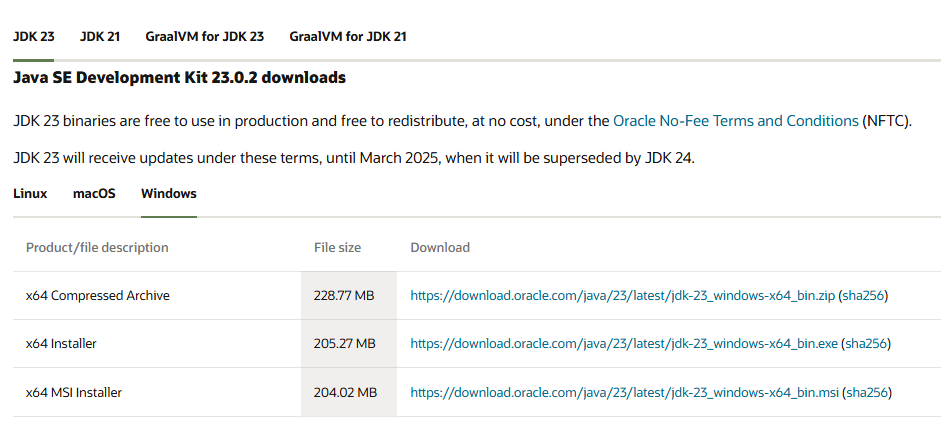 JDK 23 JDK 21 GraalVM for JDK 23 GraalVM for JDK 21
Java SE Development Kit 23.0.2 downloads
JDK 23 binaries are free to use in production and free to redistribute, at no cost, under the Oracle No-Fee Terms and Conditions (NFTC).
JDK 23 will receive updates under these terms, until March 2025, when it will be superseded by JDK 24.
Linux macOS Windows
Product/file description File size Download
x64 Compressed Archive 228.77 MB https://download.oracle.com/java/23/latest/jdk-23_windows-x64_bin.zip (sha256)
x64 Installer 205.27 MB https://download.oracle.com/java/23/latest/jdk-23_windows-x64_bin.exe (sha256)
x64 MSI Installer 204.02 MB https://download.oracle.com/java/23/latest/jdk-23_windows-x64_bin.msi (sha256)